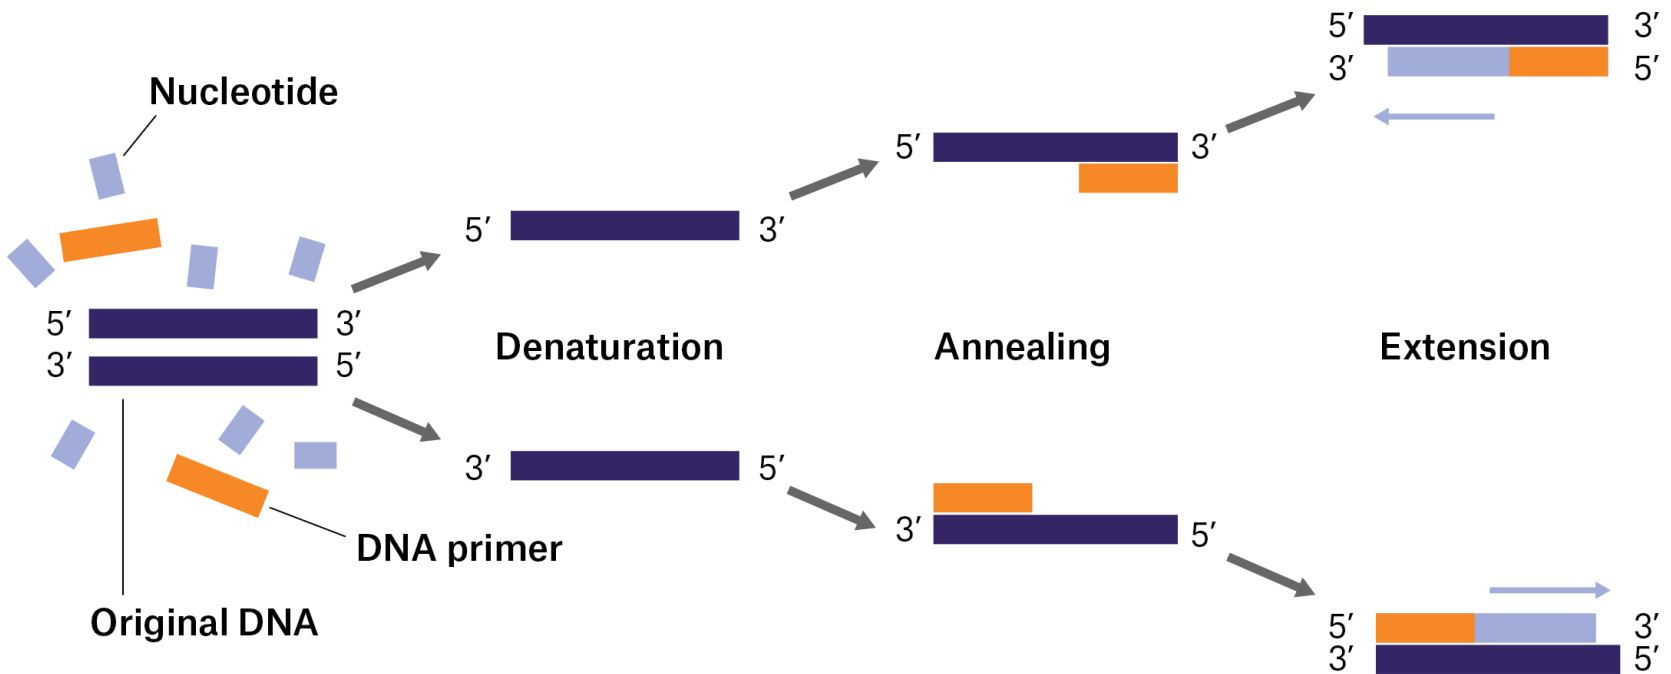 Nucleotide
5′ 3′
3′ 5′
DNA primer
Original DNA
5′ 3′
Denaturation
3′ 5′
5′ 3′
Annealing
3′ 5′
5′ 3′
3′ 5′
Extension
5′ 3′
3′ 5′